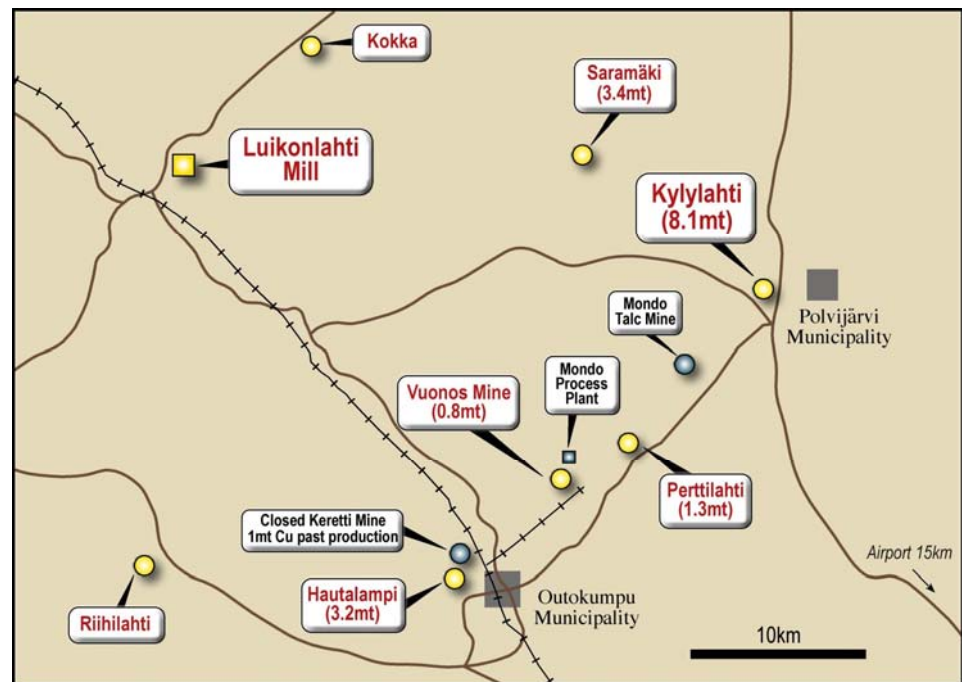 Kokka
Saramäki
(3.4mt)
Luikonlahti
Mill
Kylylahti
(8.1mt)
Mondo
Talc Mine
Polvijärvi
Municipality
Mondo
Process
Plant
Vuonos Mine
(0.8mt)
Perttilahti
(1.3mt)
Closed Keretti Mine
1mt Cu past production
Airport 15km
Hautalampi
(3.2mt)
Outokumpu
Municipality
Riihilahti
10km